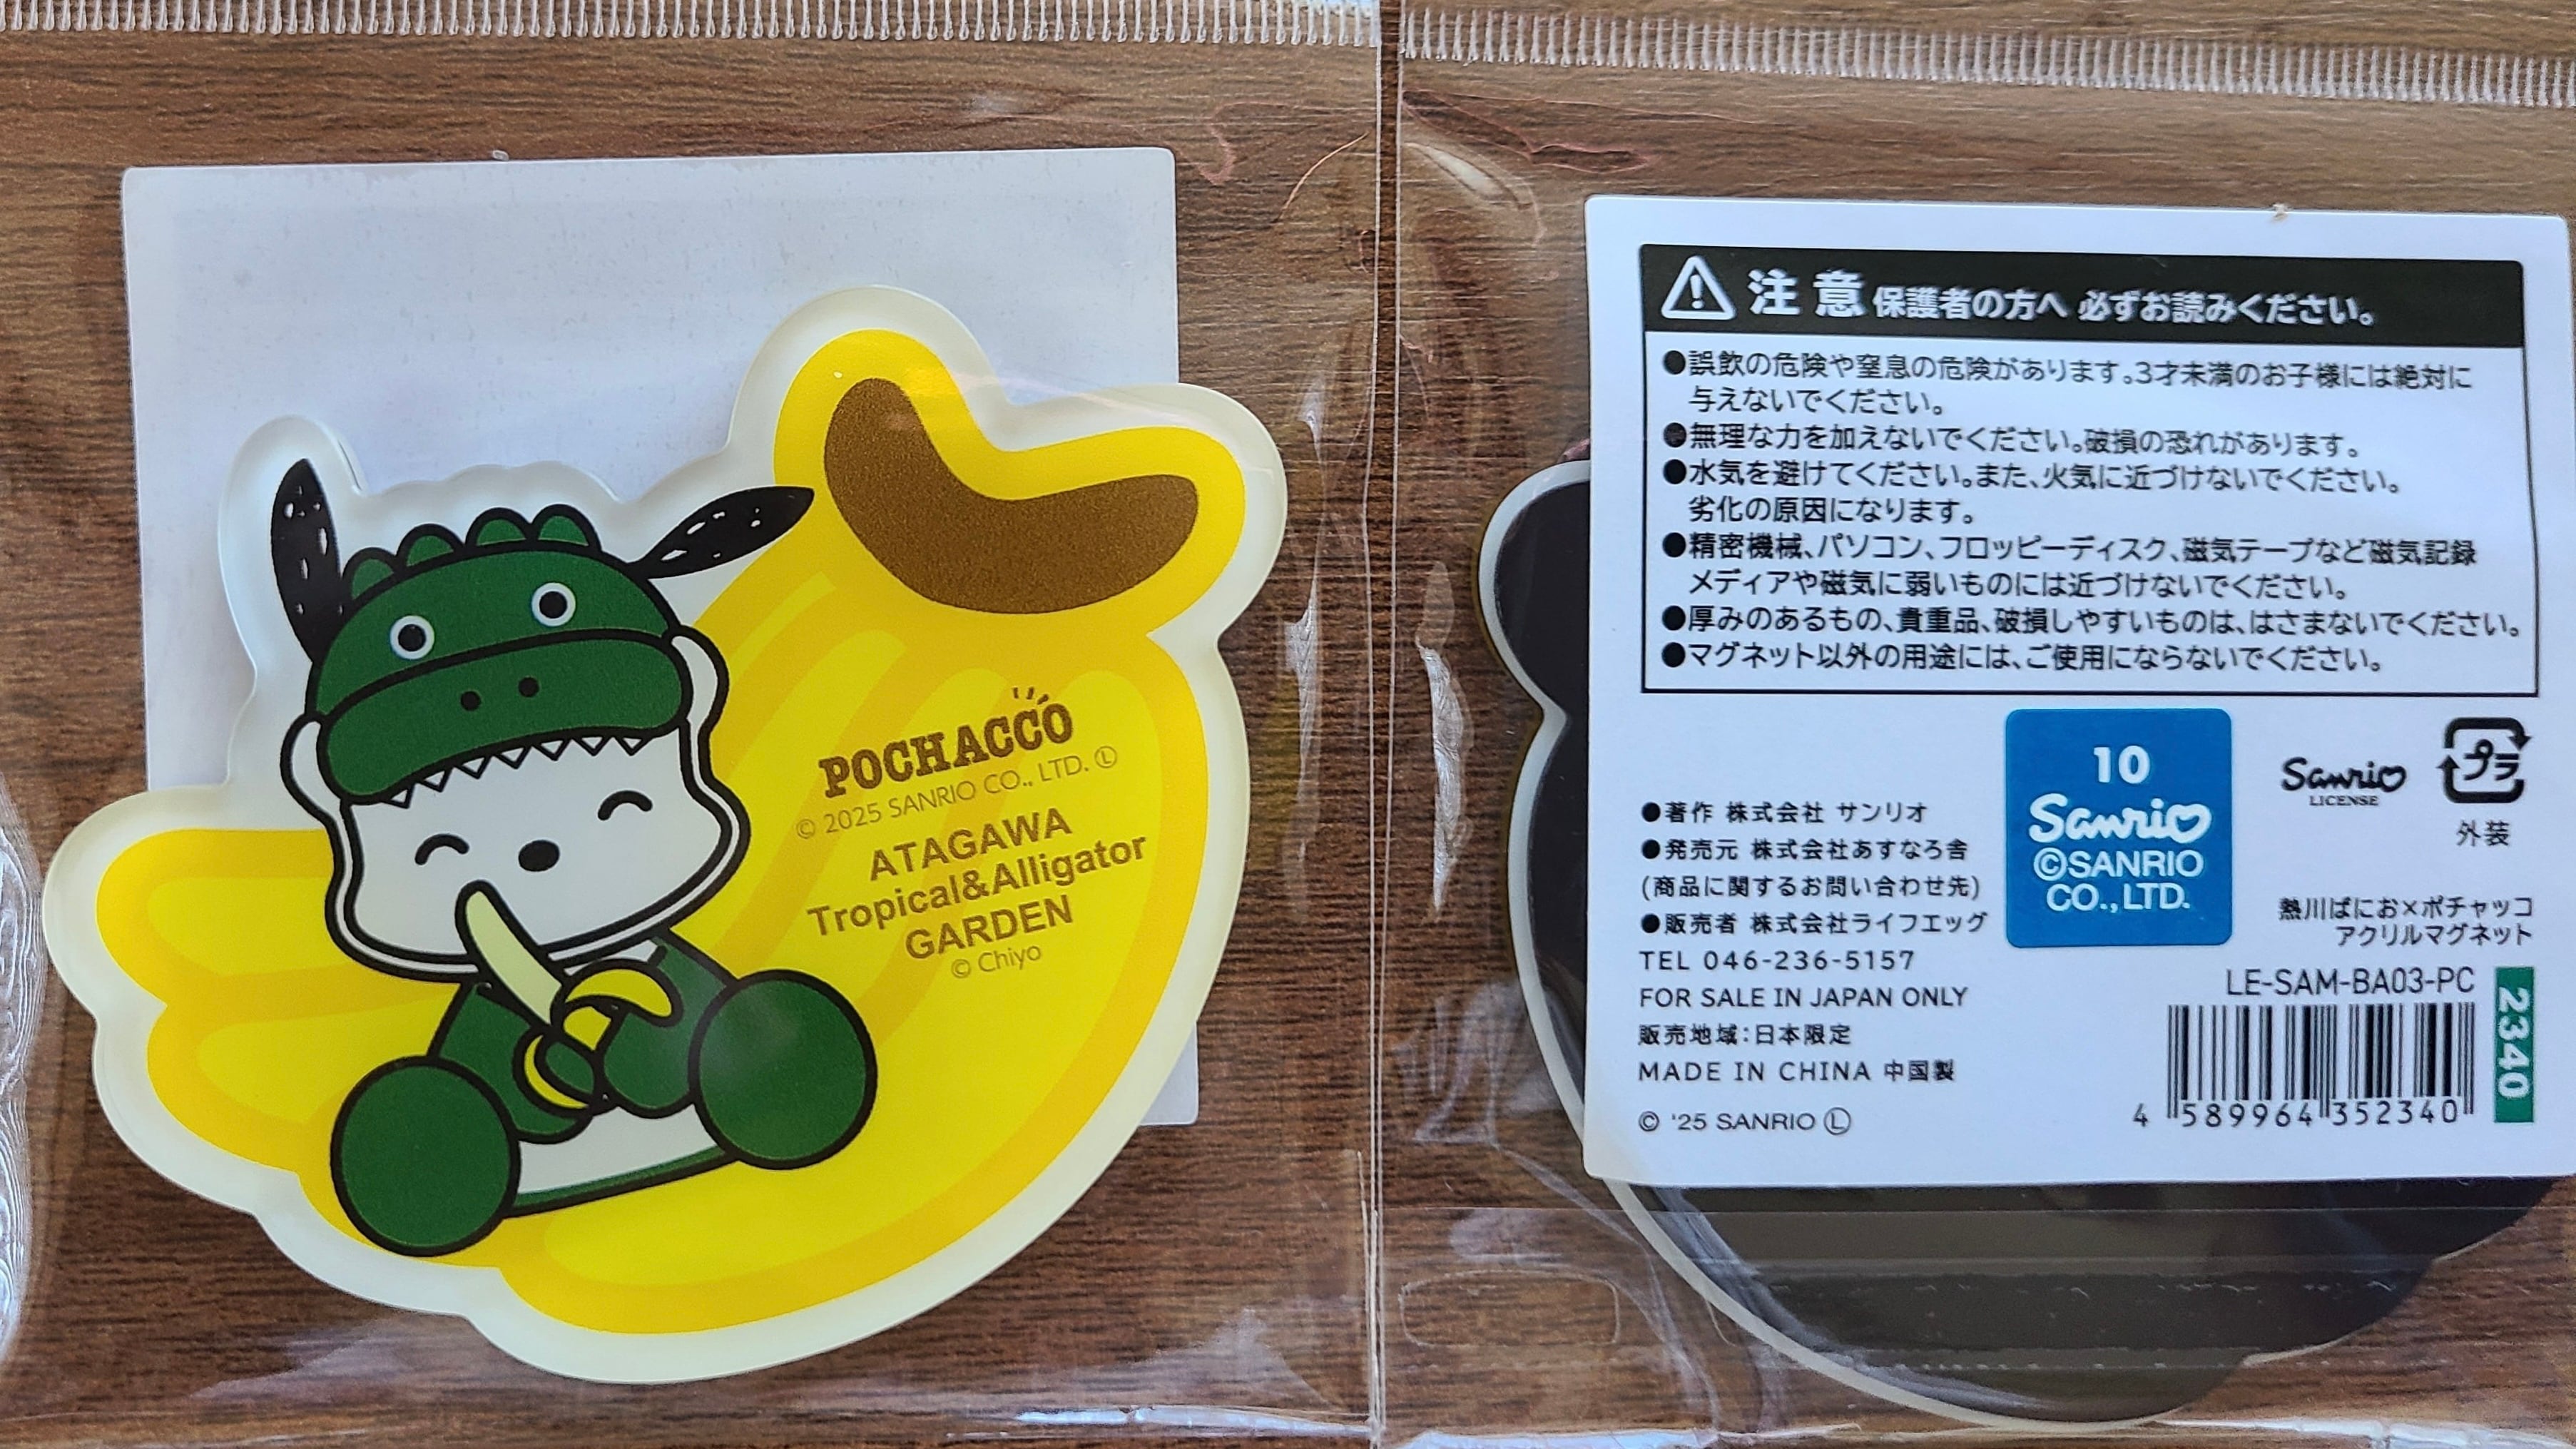 POCHACCO
© 2025 SANRIO CO., LTD. Ⓛ
ATAGAWA
Tropical&Alligator
GARDEN
© Chiyo
注意 保護者の方へ 必ずお読みください。
●誤飲の危険や窒息の危険があります。3才未満のお子様には絶対に
与えないでください。
●無理な力を加えないでください。破損の恐れがあります。
●水気を避けてください。また、火気に近づけないでください。
劣化の原因になります。
●精密機械、パソコン、フロッピーディスク、磁気テープなど磁気記録
メディアや磁気に弱いものには近づけないでください。
●厚みのあるもの、貴重品、破損しやすいものは、はさまないでください。
●マグネット以外の用途には、ご使用にならないでください。
●著作 株式会社 サンリオ
●発売元 株式会社あすなろ舎
(商品に関するお問い合わせ先)
●販売者 株式会社ライフエッグ
TEL 046-236-5157
FOR SALE IN JAPAN ONLY
販売地域:日本限定
MADE IN CHINA 中国製
© '25 SANRIO Ⓛ
10
Sanrio
©SANRIO
CO.,LTD.
Sanrio
LICENSE
プラ
外装
熱川ばにお×ポチャッコ
アクリルマグネット
LE-SAM-BA03-PC
4 589964 352340
2340